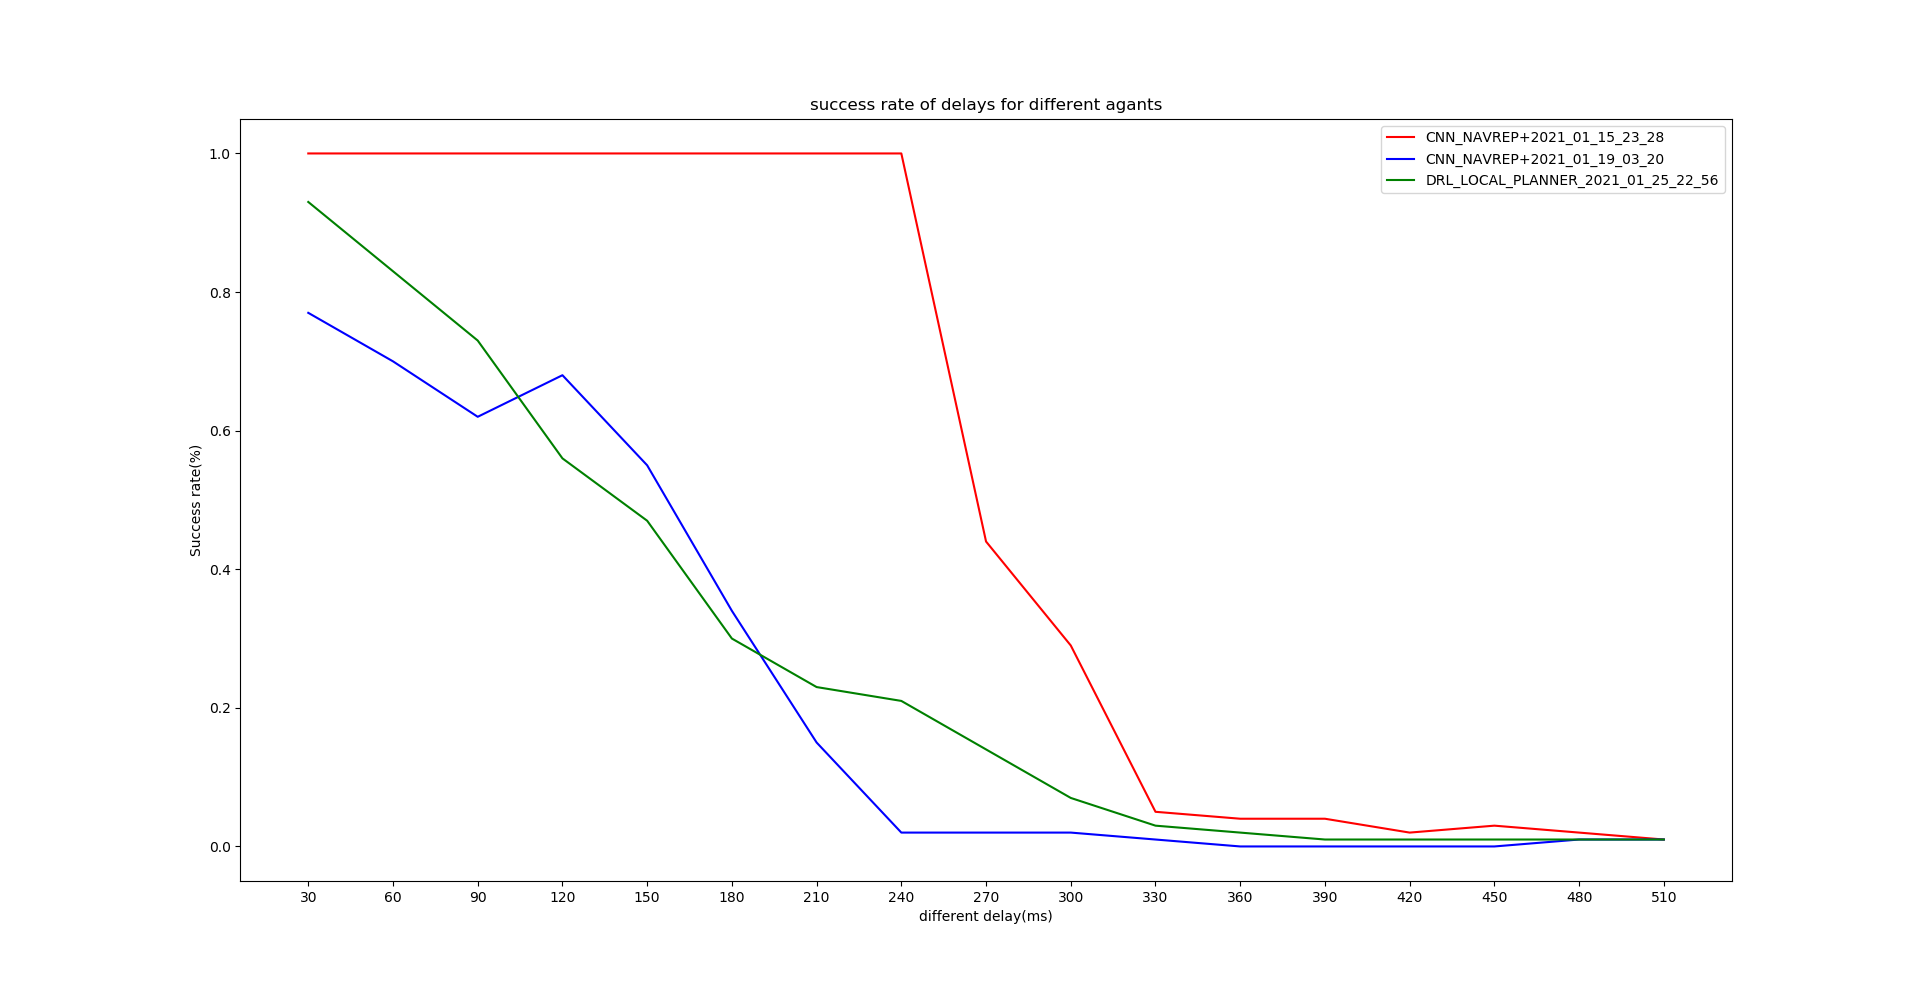 success rate of delays for different agants
CNN_NAVREP+2021_01_15_23_28
CNN_NAVREP+2021_01_19_03_20
DRL_LOCAL_PLANNER_2021_01_25_22_56
1.0
0.8
0.6
0.4
0.2
0.0
Success rate(%)
30 60 90 120 150 180 210 240 270 300 330 360 390 420 450 480 510
different delay(ms)